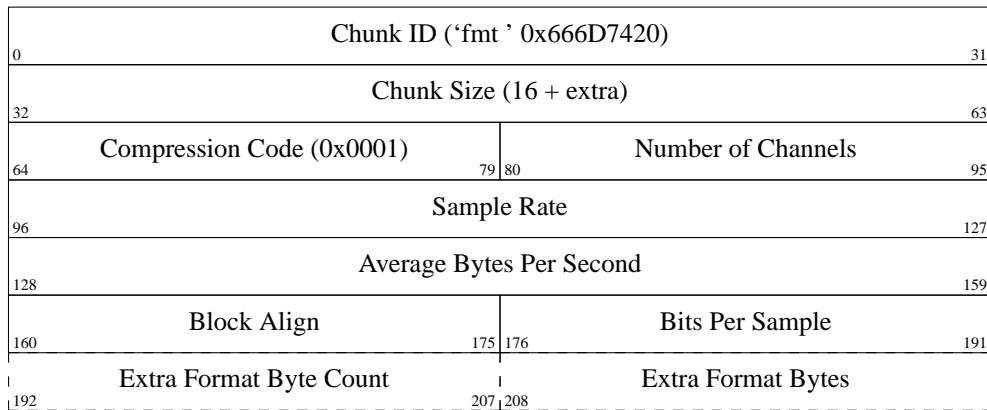 Chunk ID (‘fmt ’ 0x666D7420)
0 31
Chunk Size (16 + extra)
32 63
Compression Code (0x0001) Number of Channels
64 79 80 95
Sample Rate
96 127
Average Bytes Per Second
128 159
Block Align Bits Per Sample
160 175 176 191
Extra Format Byte Count Extra Format Bytes
192 207 208